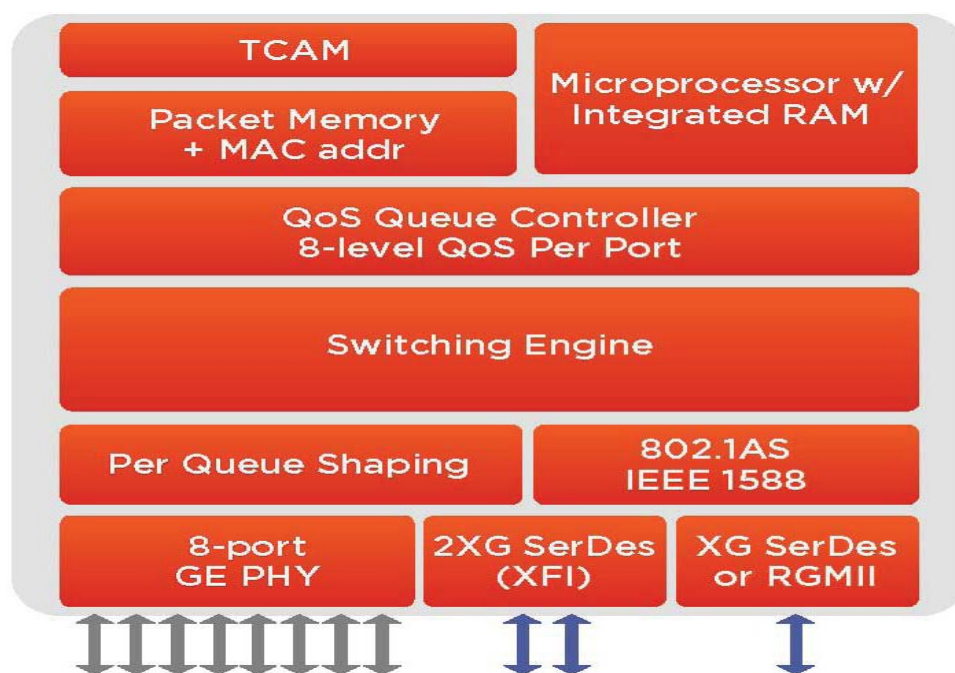 TCAM
Microprocessor w/
Integrated RAM
Packet Memory
+ MAC addr
QoS Queue Controller
8-level QoS Per Port
Switching Engine
Per Queue Shaping
802.1AS
IEEE 1588
8-port
GE PHY
2XG SerDes
(XFI)
XG SerDes
or RGMII